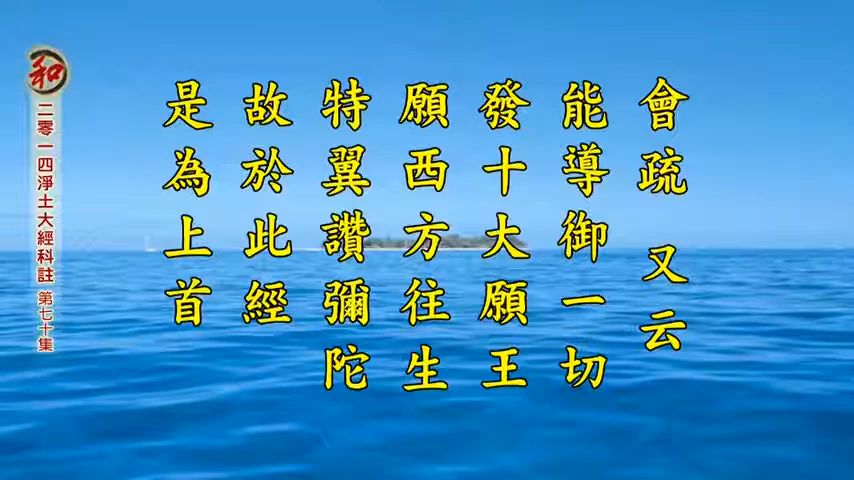 會疏 又云
能導御一切
發十大願王
願西方往生
特翼讚彌陀
故於此經
是為上首
和
二零一四淨土大經科註 第七十集